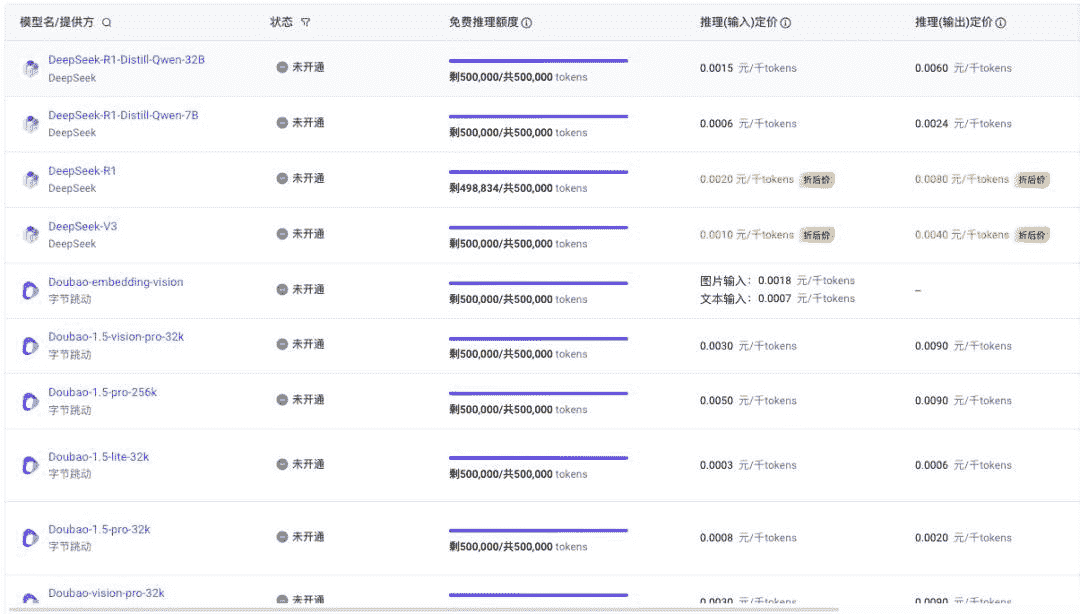 模型名/提供方 状态 免费推理额度 推理(输入)定价 推理(输出)定价
DeepSeek-R1-Distill-Qwen-32B
DeepSeek
未开通
剩500,000/共500,000 tokens
0.0015 元/千tokens
0.0060 元/千tokens
DeepSeek-R1-Distill-Qwen-7B
DeepSeek
未开通
剩500,000/共500,000 tokens
0.0006 元/千tokens
0.0024 元/千tokens
DeepSeek-R1
DeepSeek
未开通
剩498,834/共500,000 tokens
0.0020 元/千tokens 折后价
0.0080 元/千tokens 折后价
DeepSeek-V3
DeepSeek
未开通
剩500,000/共500,000 tokens
0.0010 元/千tokens 折后价
0.0040 元/千tokens 折后价
Doubao-embedding-vision
字节跳动
未开通
剩500,000/共500,000 tokens
图片输入: 0.0018 元/千tokens
文本输入: 0.0007 元/千tokens
–
Doubao-1.5-vision-pro-32k
字节跳动
未开通
剩500,000/共500,000 tokens
0.0030 元/千tokens
0.0090 元/千tokens
Doubao-1.5-pro-256k
字节跳动
未开通
剩500,000/共500,000 tokens
0.0050 元/千tokens
0.0090 元/千tokens
Doubao-1.5-lite-32k
字节跳动
未开通
剩500,000/共500,000 tokens
0.0003 元/千tokens
0.0006 元/千tokens
Doubao-1.5-pro-32k
字节跳动
未开通
剩500,000/共500,000 tokens
0.0008 元/千tokens
0.0020 元/千tokens
Doubao-vision-pro-32k
未开通
0.0030 元/千tokens
0.0090 元/千tokens